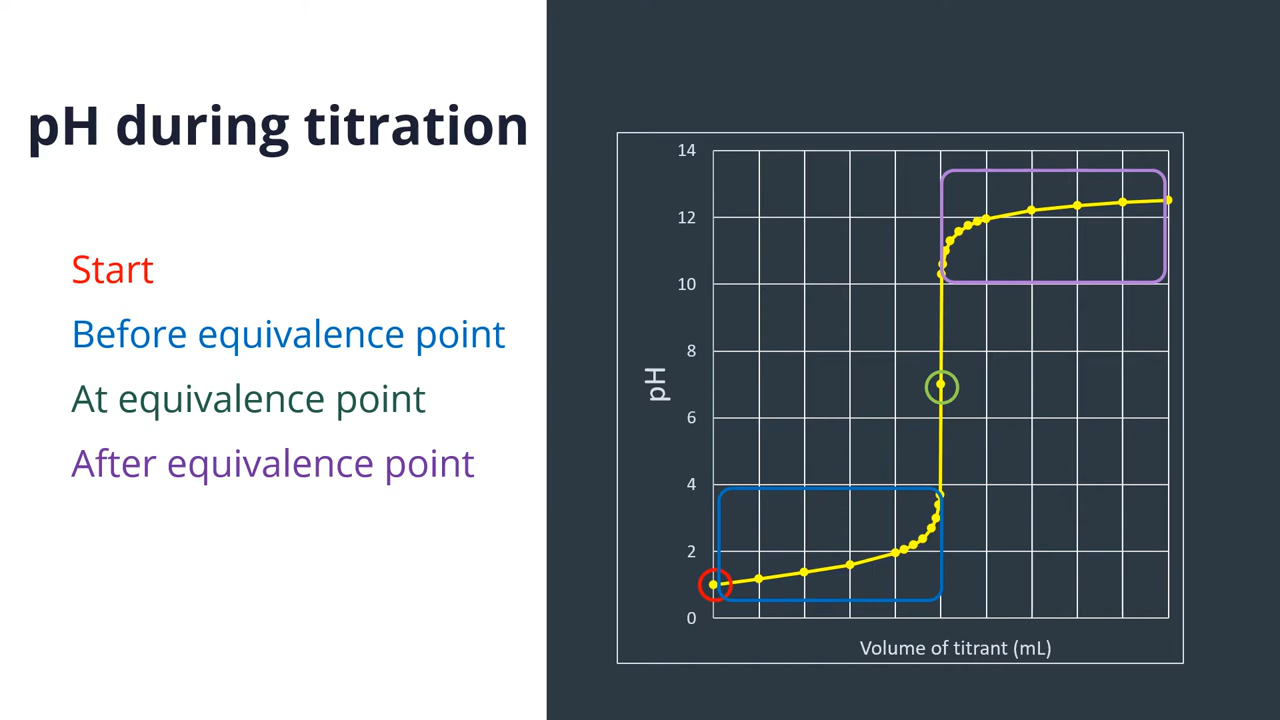 pH during titration
Start
Before equivalence point
At equivalence point
After equivalence point
14
12
10
8
6
4
2
0
pH
Volume of titrant (mL)